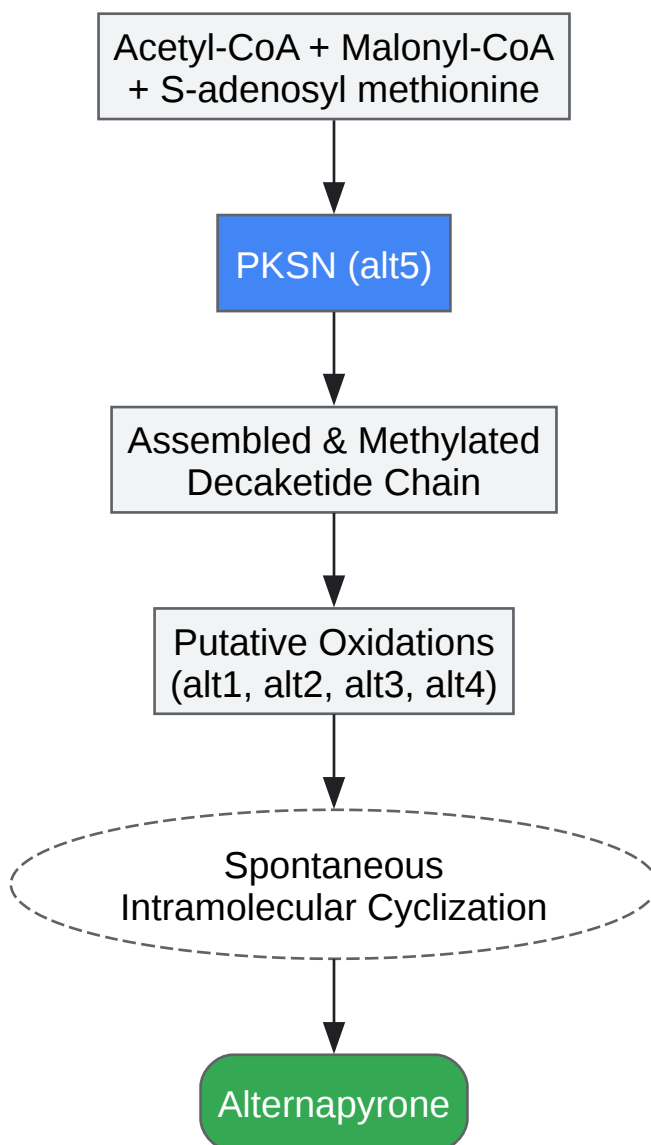 Acetyl-CoA + Malonyl-CoA
+ S-adenosyl methionine
PKSN (alt5)
Assembled & Methylated
Decaketide Chain
Putative Oxidations
(alt1, alt2, alt3, alt4)
Spontaneous
Intramolecular Cyclization
Alternapyrone